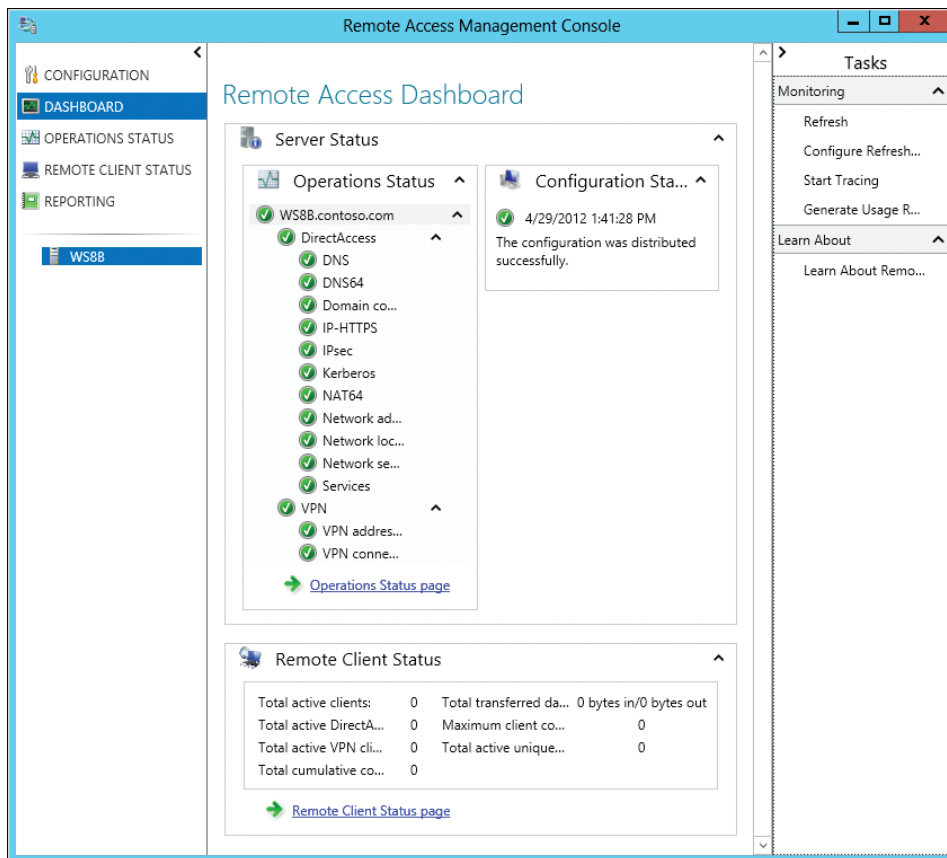 Remote Access Management Console
CONFIGURATION
DASHBOARD
OPERATIONS STATUS
REMOTE CLIENT STATUS
REPORTING
WS8B
Remote Access Dashboard
Server Status
Operations Status
WS8B.contoso.com
DirectAccess
DNS
DNS64
Domain co...
IP-HTTPS
IPsec
Kerberos
NAT64
Network ad...
Network loc...
Network se...
Services
VPN
VPN addres...
VPN conne...
Operations Status page
Configuration Sta...
4/29/2012 1:41:28 PM
The configuration was distributed
successfully.
Remote Client Status
Total active clients: 0 Total transferred da... 0 bytes in/0 bytes out
Total active DirectA... 0 Maximum client co... 0
Total active VPN cli... 0 Total active unique... 0
Total cumulative co... 0
Remote Client Status page
Tasks
Monitoring
Refresh
Configure Refresh...
Start Tracing
Generate Usage R...
Learn About
Learn About Remo...